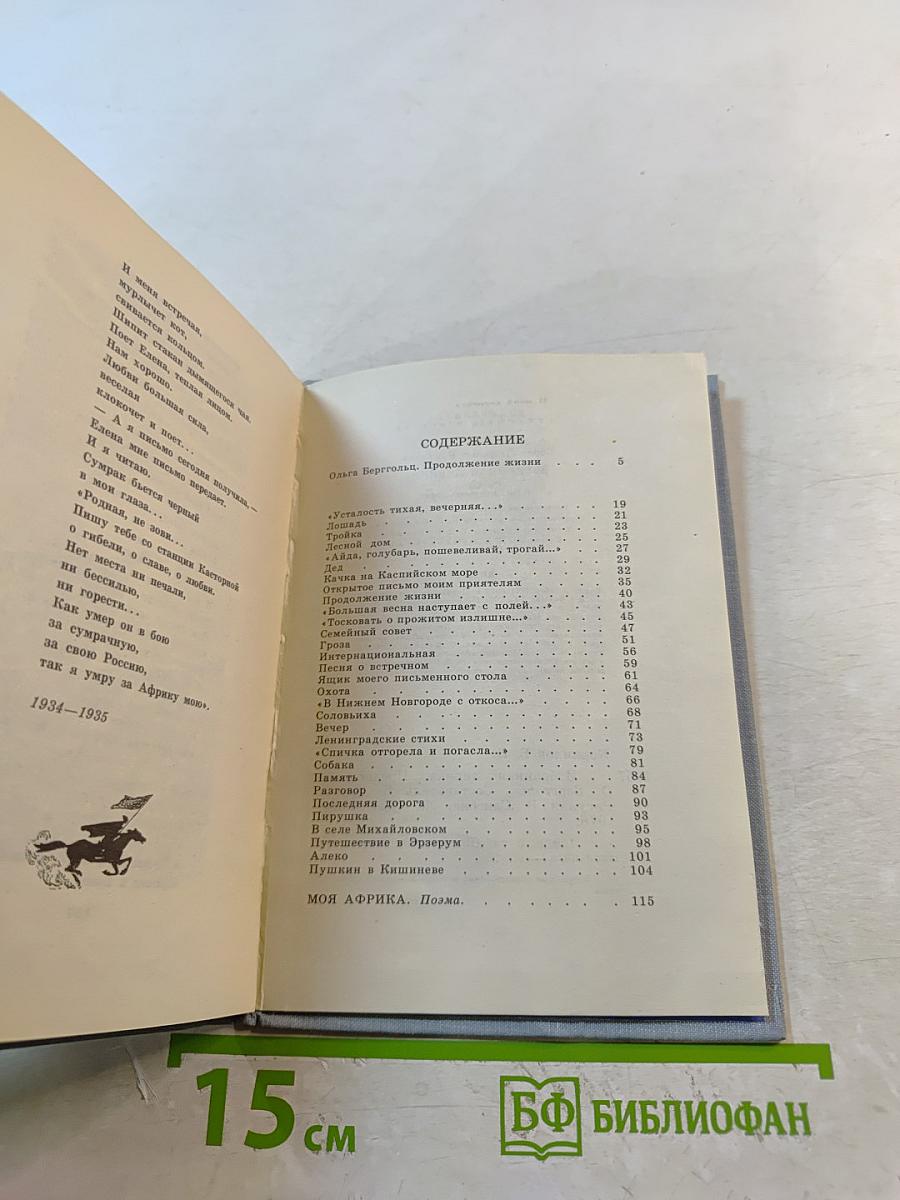 И меня встречая,
мурлычет кот,
свивается кольцом.
Шипит стакан дымящегося чая.
Поет Елена, теплая лицом.
Нам хорошо.
Любви большая сила,
веселая
клокочет и поет...
— А я письмо сегодня получила,—
Елена мне письмо передает.
И я читаю.
Сумрак бьется черный
в мои глаза...
«Родная, не зови...
Пишу тебе со станции Касторной
о гибели, о славе, о любви.
Нет места ни печали,
ни бессилью,
ни горести...
Как умер он в бою
за сумрачную,
за свою Россию,
так я умру за Африку мою».
1934—1935
СОДЕРЖАНИЕ
Ольга Берггольц. Продолжение жизни . . . 5
«Усталость тихая, вечерняя...» . . . . . 19
Лошадь . . . . . . . . . . 21
Тройка . . . . . . . . . . 23
Лесной дом . . . . . . . . . 25
«Айда, голубарь, пошевеливай, трогай...» . . 27
Дед . . . . . . . . . . . 29
Качка на Каспийском море . . . . . 32
Открытое письмо моим приятелям . . . . 35
Продолжение жизни . . . . . . . 40
«Большая весна наступает с полей...» . . . 43
«Тосковать о прожитом излишне...» . . . . 45
Семейный совет . . . . . . . . 47
Гроза . . . . . . . . . . 51
Интернациональная . . . . . . . 56
Песня о встречном . . . . . . . 59
Ящик моего письменного стола . . . . . 61
Охота . . . . . . . . . . 64
«В Нижнем Новгороде с откоса...» . . . . 66
Соловьиха . . . . . . . . . 68
Вечер . . . . . . . . . . 71
Ленинградские стихи . . . . . . . 73
«Спичка отгорела и погасла...» . . . . . 79
Собака . . . . . . . . . . 81
Память . . . . . . . . . . 84
Разговор . . . . . . . . . . 87
Последняя дорога . . . . . . . . 90
Пирушка . . . . . . . . . . 93
В селе Михайловском . . . . . . . 95
Путешествие в Эрзерум . . . . . . . 98
Алеко . . . . . . . . . . 101
Пушкин в Кишиневе . . . . . . . 104
МОЯ АФРИКА. Поэма. . . . . . . . 115
15 см
БФ БИБЛИОФАН